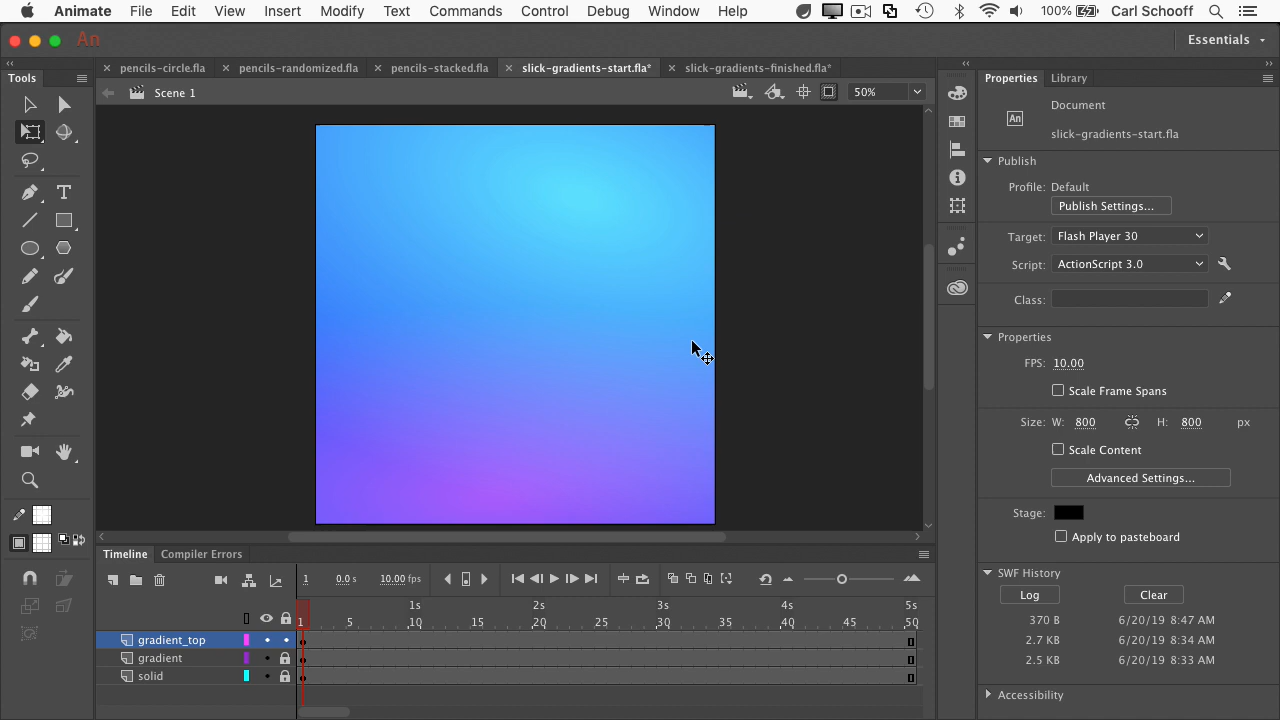 Animate File Edit View Insert Modify Text Commands Control Debug Window Help 100% Carl Schooff
An Essentials
pencils-circle.fla pencils-randomized.fla pencils-stacked.fla slick-gradients-start.fla* slick-gradients-finished.fla*
Tools
Scene 1 50%
Properties Library
An Document
slick-gradients-start.fla
Publish
Profile: Default
Publish Settings...
Target: Flash Player 30
Script: ActionScript 3.0
Class:
Properties
FPS: 10.00
Scale Frame Spans
Size: W: 800 H: 800 px
Scale Content
Advanced Settings...
Stage:
Apply to pasteboard
SWF History
Log Clear
370 B 6/20/19 8:47 AM
2.7 KB 6/20/19 8:34 AM
2.5 KB 6/20/19 8:33 AM
Accessibility
Timeline Compiler Errors
1 0.0 s 10.00 fps
1s 2s 3s 4s 5s
1 5 10 15 20 25 30 35 40 45 50
gradient_top
gradient
solid